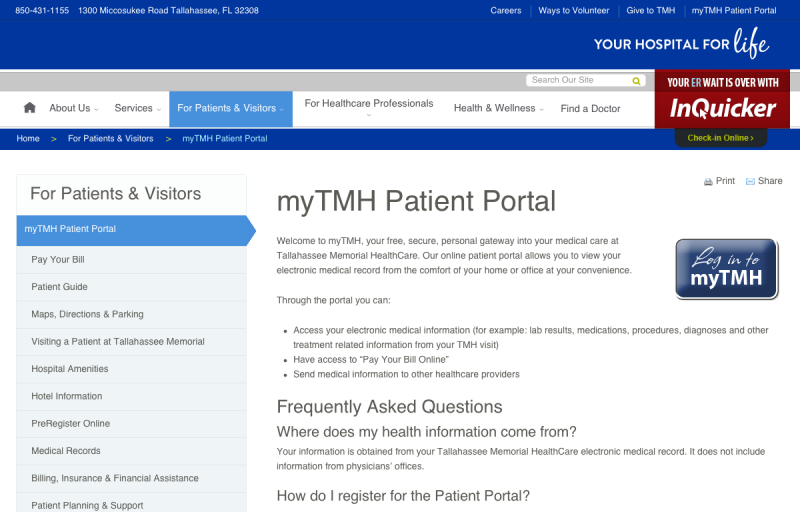 850-431-1155 1300 Miccosukee Road Tallahassee, FL 32308
Careers Ways to Volunteer Give to TMH myTMH Patient Portal
YOUR HOSPITAL FOR life
Search Our Site
YOUR ER WAIT IS OVER WITH
InQuicker
Check-in Online >
About Us Services For Patients & Visitors For Healthcare Professionals Health & Wellness Find a Doctor
Home > For Patients & Visitors > myTMH Patient Portal
Print Share
For Patients & Visitors
myTMH Patient Portal
Pay Your Bill
Patient Guide
Maps, Directions & Parking
Visiting a Patient at Tallahassee Memorial
Hospital Amenities
Hotel Information
PreRegister Online
Medical Records
Billing, Insurance & Financial Assistance
Patient Planning & Support
myTMH Patient Portal
Welcome to myTMH, your free, secure, personal gateway into your medical care at
Tallahassee Memorial HealthCare. Our online patient portal allows you to view your
electronic medical record from the comfort of your home or office at your convenience.
Log in to
myTMH
Through the portal you can:
• Access your electronic medical information (for example: lab results, medications, procedures, diagnoses and other
treatment related information from your TMH visit)
• Have access to “Pay Your Bill Online”
• Send medical information to other healthcare providers
Frequently Asked Questions
Where does my health information come from?
Your information is obtained from your Tallahassee Memorial HealthCare electronic medical record. It does not include
information from physicians’ offices.
How do I register for the Patient Portal?